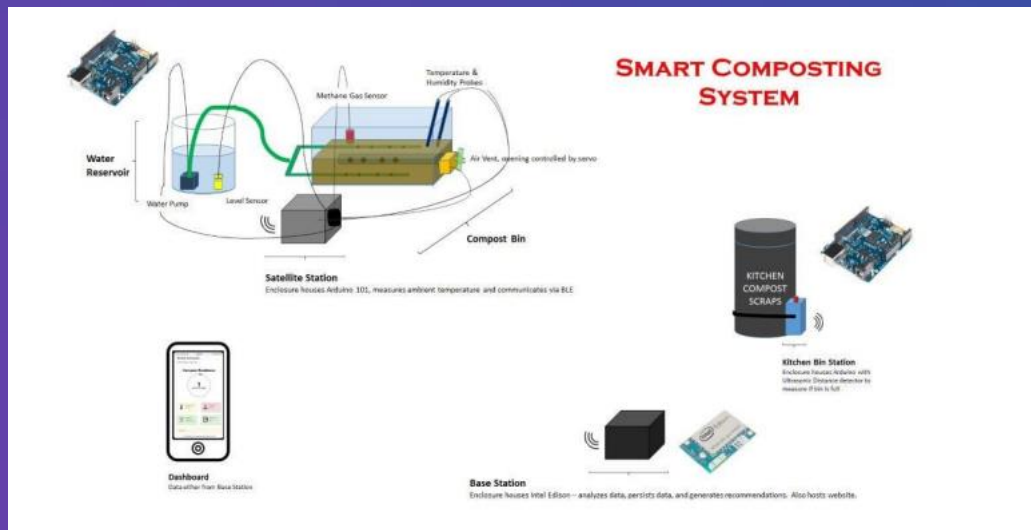 SMART COMPOSTING
SYSTEM
Temperature &
Humidity Probes
Methane Gas Sensor
Water
Reservoir
Air Vent, opening controlled by servo
Water Pump
Level Sensor
Compost Bin
Satellite Station
Enclosure houses Arduino 101, measures ambient temperature and communicates via BLE
KITCHEN
COMPOST
SCRAPS
Kitchen Bin Station
Enclosure houses Arduino with
Ultrasonic Distance detector to
measure if bin is full
Dashboard
Data either from Base Station
Base Station
Enclosure houses Intel Edison – analyzes data, persists data, and generates recommendations. Also hosts website.